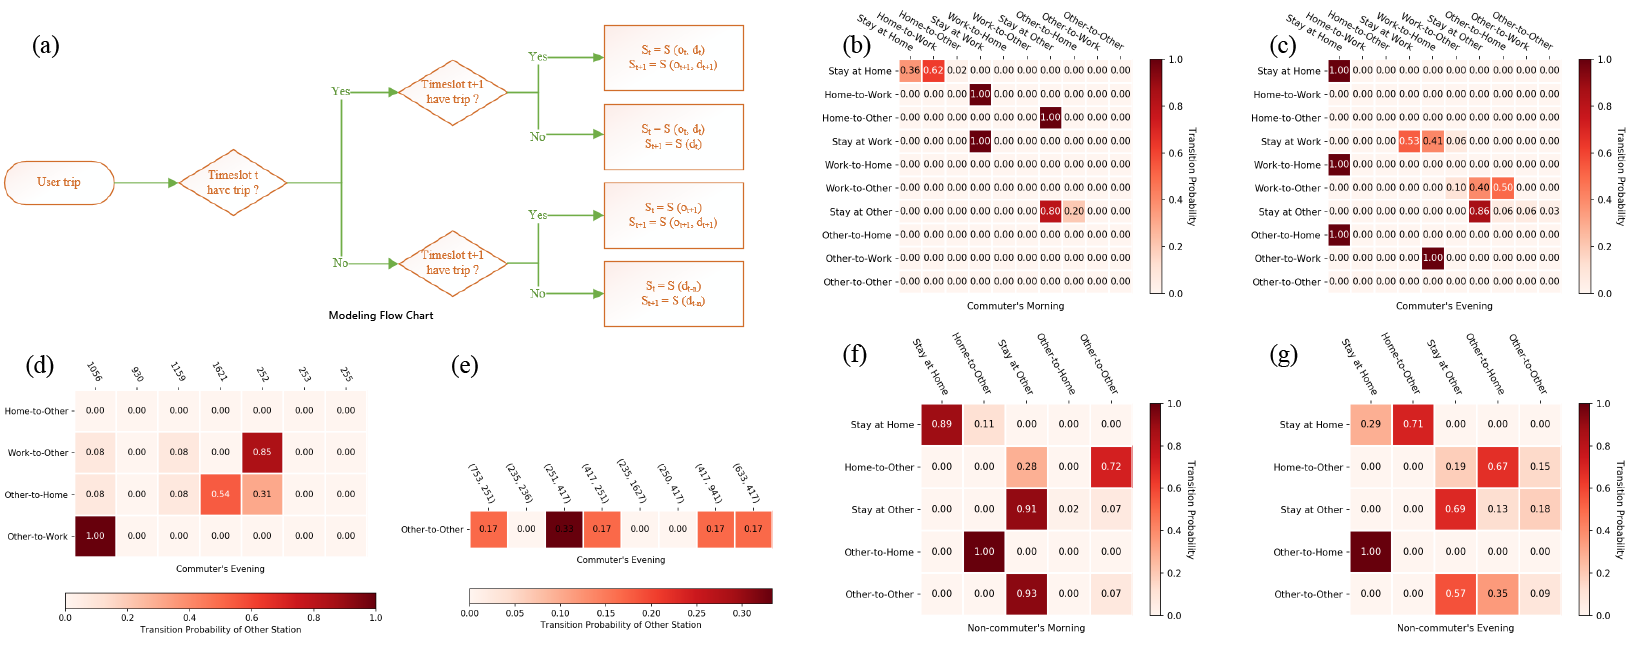 (a)
User trip
Timeslot t
have trip ?
Yes
No
Timeslot t+1
have trip ?
Timeslot t+1
have trip ?
Yes
No
Yes
No
St = S (ot, dt)
St+1 = S (ot+1, dt+1)
St = S (ot, dt)
St+1 = S (dt)
St = S (ot+1)
St+1 = S (ot+1, dt+1)
St = S (dt-n)
St+1 = S (dt-n)
Modeling Flow Chart
(b)
Stay at Home
Home-to-Work
Home-to-Other
Stay at Work
Work-to-Home
Work-to-Other
Stay at Other
Other-to-Home
Other-to-Work
Other-to-Other
Stay at Home 0.36 0.62 0.02 0.00 0.00 0.00 0.00 0.00 0.00 0.00
Home-to-Work 0.00 0.00 0.00 1.00 0.00 0.00 0.00 0.00 0.00 0.00
Home-to-Other 0.00 0.00 0.00 0.00 0.00 0.00 1.00 0.00 0.00 0.00
Stay at Work 0.00 0.00 0.00 1.00 0.00 0.00 0.00 0.00 0.00 0.00
Work-to-Home 0.00 0.00 0.00 0.00 0.00 0.00 0.00 0.00 0.00 0.00
Work-to-Other 0.00 0.00 0.00 0.00 0.00 0.00 0.00 0.00 0.00 0.00
Stay at Other 0.00 0.00 0.00 0.00 0.00 0.00 0.80 0.20 0.00 0.00
Other-to-Home 0.00 0.00 0.00 0.00 0.00 0.00 0.00 0.00 0.00 0.00
Other-to-Work 0.00 0.00 0.00 0.00 0.00 0.00 0.00 0.00 0.00 0.00
Other-to-Other 0.00 0.00 0.00 0.00 0.00 0.00 0.00 0.00 0.00 0.00
Commuter's Morning
1.0
0.8
0.6
0.4
0.2
0.0
Transition Probability
(c)
Stay at Home
Home-to-Work
Home-to-Other
Stay at Work
Work-to-Home
Work-to-Other
Stay at Other
Other-to-Home
Other-to-Work
Other-to-Other
Stay at Home 1.00 0.00 0.00 0.00 0.00 0.00 0.00 0.00 0.00 0.00
Home-to-Work 0.00 0.00 0.00 0.00 0.00 0.00 0.00 0.00 0.00 0.00
Home-to-Other 0.00 0.00 0.00 0.00 0.00 0.00 0.00 0.00 0.00 0.00
Stay at Work 0.00 0.00 0.00 0.53 0.41 0.06 0.00 0.00 0.00 0.00
Work-to-Home 1.00 0.00 0.00 0.00 0.00 0.00 0.00 0.00 0.00 0.00
Work-to-Other 0.00 0.00 0.00 0.00 0.00 0.10 0.40 0.50 0.00 0.00
Stay at Other 0.00 0.00 0.00 0.00 0.00 0.00 0.86 0.06 0.06 0.03
Other-to-Home 1.00 0.00 0.00 0.00 0.00 0.00 0.00 0.00 0.00 0.00
Other-to-Work 0.00 0.00 0.00 0.00 1.00 0.00 0.00 0.00 0.00 0.00
Other-to-Other 0.00 0.00 0.00 0.00 0.00 0.00 0.00 0.00 0.00 0.00
Commuter's Evening
1.0
0.8
0.6
0.4
0.2
0.0
Transition Probability
(d)
1056 930 1159 1621 252 253 255
Home-to-Other 0.00 0.00 0.00 0.00 0.00 0.00 0.00
Work-to-Other 0.08 0.00 0.08 0.00 0.85 0.00 0.00
Other-to-Home 0.08 0.00 0.08 0.54 0.31 0.00 0.00
Other-to-Work 1.00 0.00 0.00 0.00 0.00 0.00 0.00
Commuter's Evening
0.0 0.2 0.4 0.6 0.8 1.0
Transition Probability of Other Station
(e)
(753, 251) (235, 236) (251, 417) (417, 251) (235, 1627) (250, 417) (417, 941) (633, 417)
Other-to-Other 0.17 0.00 0.33 0.17 0.00 0.00 0.17 0.17
Commuter's Evening
0.00 0.05 0.10 0.15 0.20 0.25 0.30
Transition Probability of Other Station
(f)
Stay at Home
Home-to-Other
Stay at Other
Other-to-Home
Other-to-Other
Stay at Home 0.89 0.11 0.00 0.00 0.00
Home-to-Other 0.00 0.00 0.28 0.00 0.72
Stay at Other 0.00 0.00 0.91 0.02 0.07
Other-to-Home 0.00 1.00 0.00 0.00 0.00
Other-to-Other 0.00 0.00 0.93 0.00 0.07
Non-commuter's Morning
1.0
0.8
0.6
0.4
0.2
0.0
Transition Probability
(g)
Stay at Home
Home-to-Other
Stay at Other
Other-to-Home
Other-to-Other
Stay at Home 0.29 0.71 0.00 0.00 0.00
Home-to-Other 0.00 0.00 0.19 0.67 0.15
Stay at Other 0.00 0.00 0.69 0.13 0.18
Other-to-Home 1.00 0.00 0.00 0.00 0.00
Other-to-Other 0.00 0.00 0.57 0.35 0.09
Non-commuter's Evening
1.0
0.8
0.6
0.4
0.2
0.0
Transition Probability